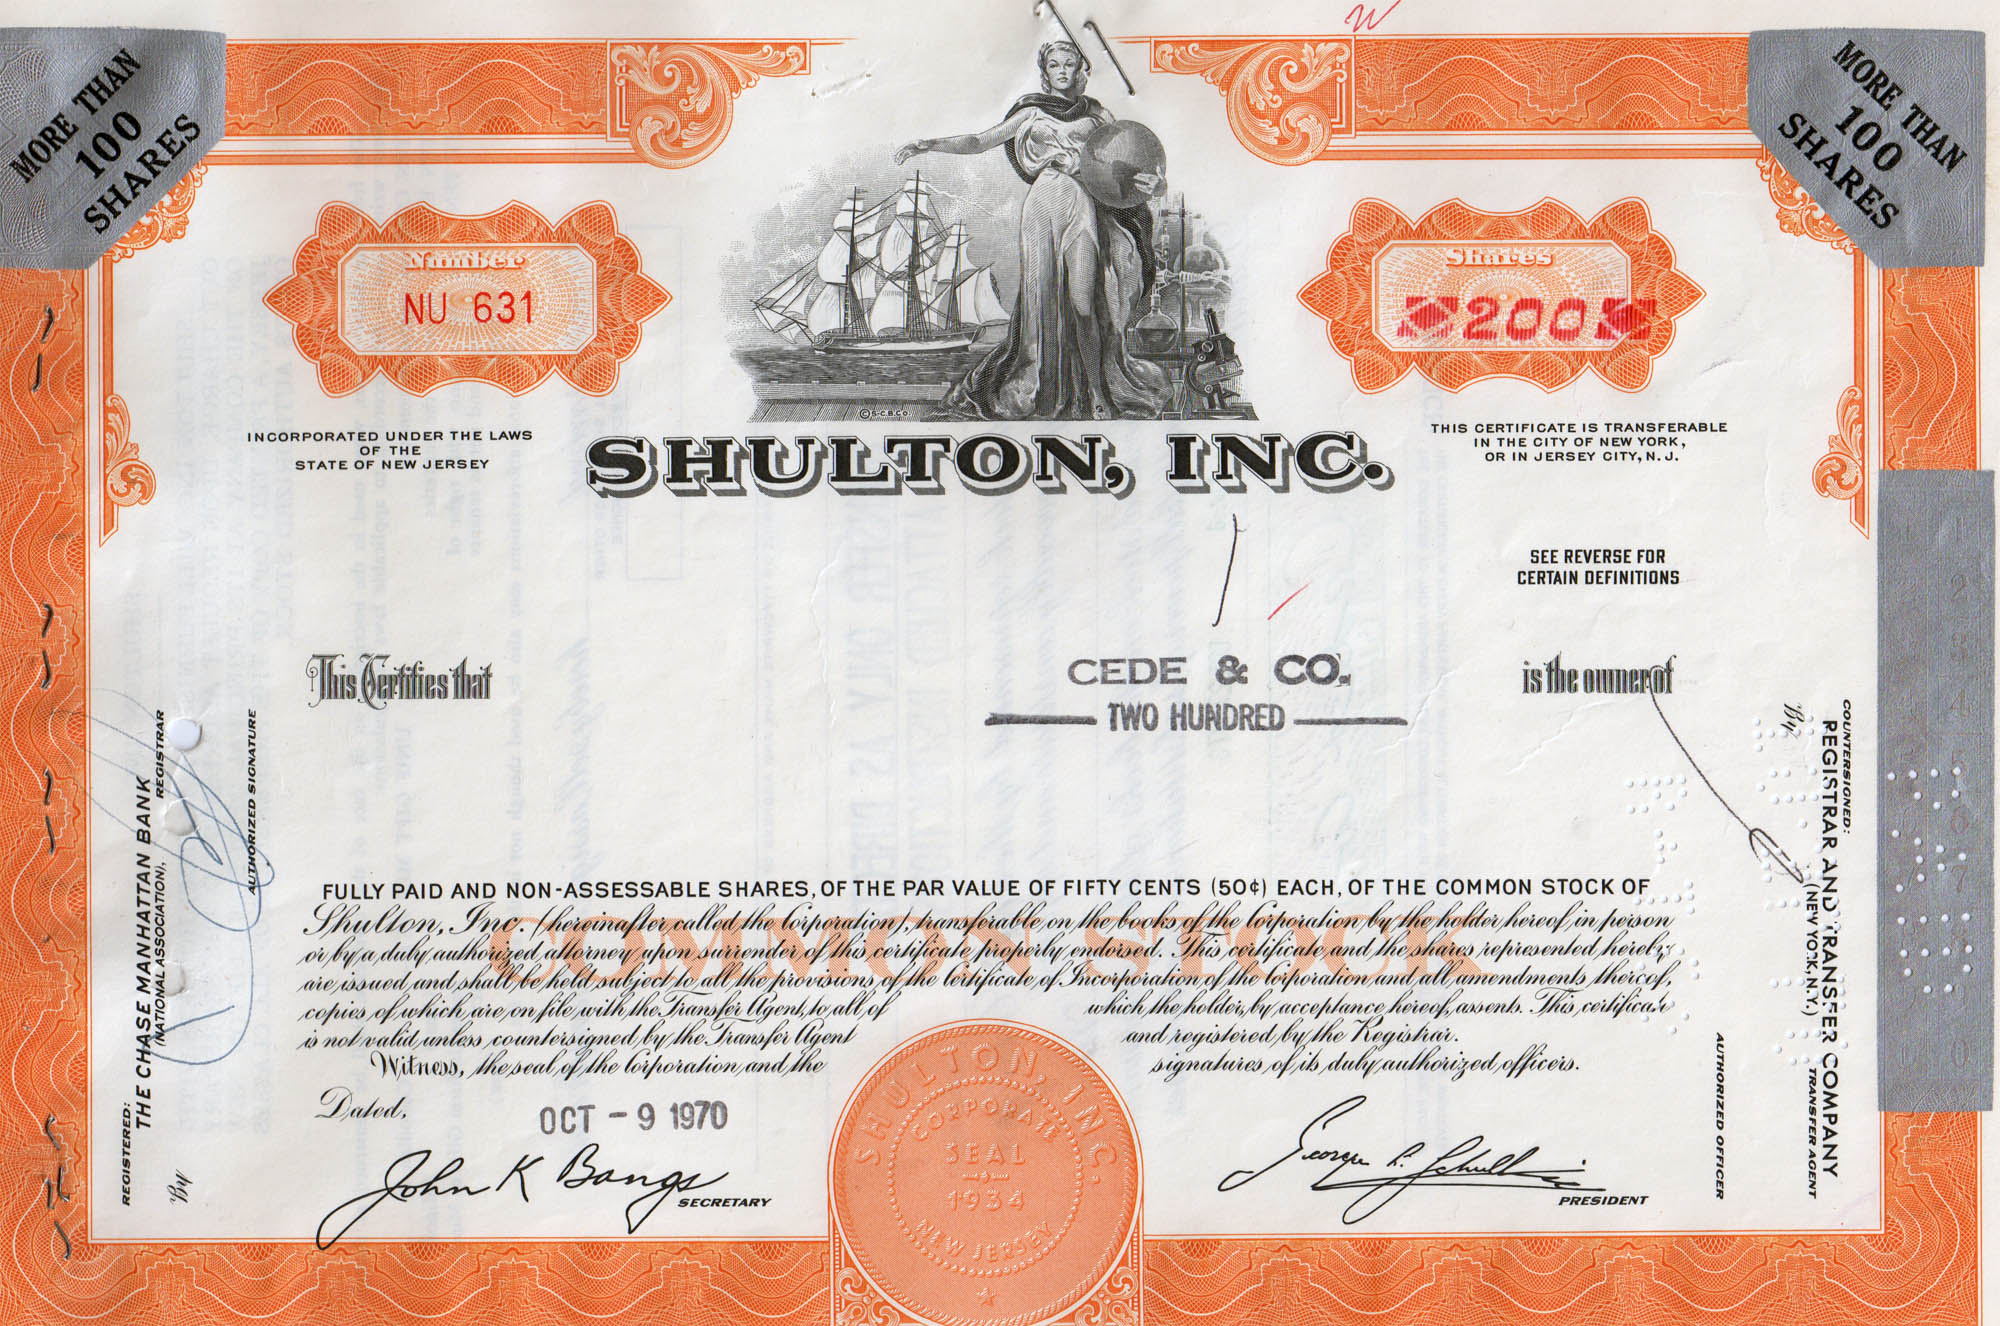 MORE THAN
100
SHARES
MORE THAN
100
SHARES
Number
NU 631
Shares
200
©S-C.B.CO.
INCORPORATED UNDER THE LAWS
OF THE
STATE OF NEW JERSEY
SHULTON, INC.
THIS CERTIFICATE IS TRANSFERABLE
IN THE CITY OF NEW YORK,
OR IN JERSEY CITY, N. J.
SEE REVERSE FOR
CERTAIN DEFINITIONS
This Certifies that
CEDE & CO.
is the owner of
TWO HUNDRED
FULLY PAID AND NON-ASSESSABLE SHARES, OF THE PAR VALUE OF FIFTY CENTS (50¢) EACH, OF THE COMMON STOCK OF
Shulton, Inc. (hereinafter called the Corporation), transferable on the books of the Corporation by the holder hereof, in person
or by a duly authorized attorney upon surrender of this certificate properly endorsed. This certificate and the shares represented hereby
are issued and shall be held subject to all the provisions of the Certificate of Incorporation of the Corporation and all amendments thereof,
copies of which are on file with the Transfer Agent, to all of which the holder, by acceptance hereof, assents. This certificate
is not valid unless countersigned by the Transfer Agent and registered by the Registrar.
Witness, the seal of the Corporation and the signatures of its duly authorized officers.
Dated,
OCT - 9 1970
John K Bangs
SECRETARY
George L. Schultz
PRESIDENT
SHULTON, INC.
CORPORATE
SEAL
1934
NEW JERSEY
REGISTERED:
THE CHASE MANHATTAN BANK
(NATIONAL ASSOCIATION),
REGISTRAR
By
AUTHORIZED SIGNATURE
COUNTERSIGNED:
REGISTRAR AND TRANSFER COMPANY
(NEW YORK, N.Y.)
TRANSFER AGENT
By
AUTHORIZED OFFICER